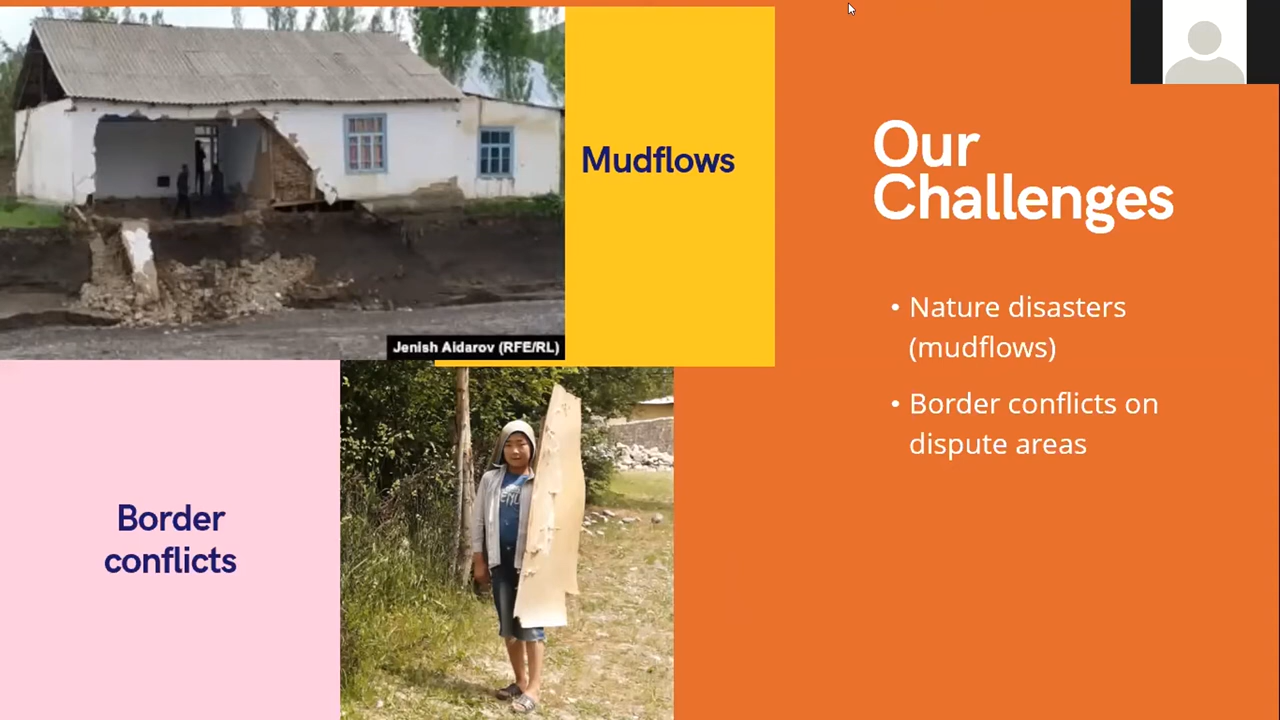 Mudflows
Our
Challenges
• Nature disasters
(mudflows)
• Border conflicts on
dispute areas
Jenish Aidarov (RFE/RL)
Border
conflicts